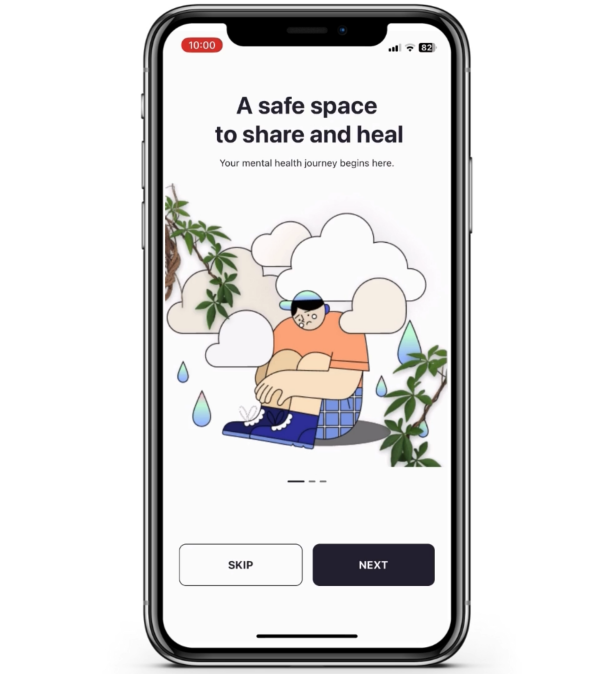 10:00
82
A safe space
to share and heal
Your mental health journey begins here.
SKIP
NEXT